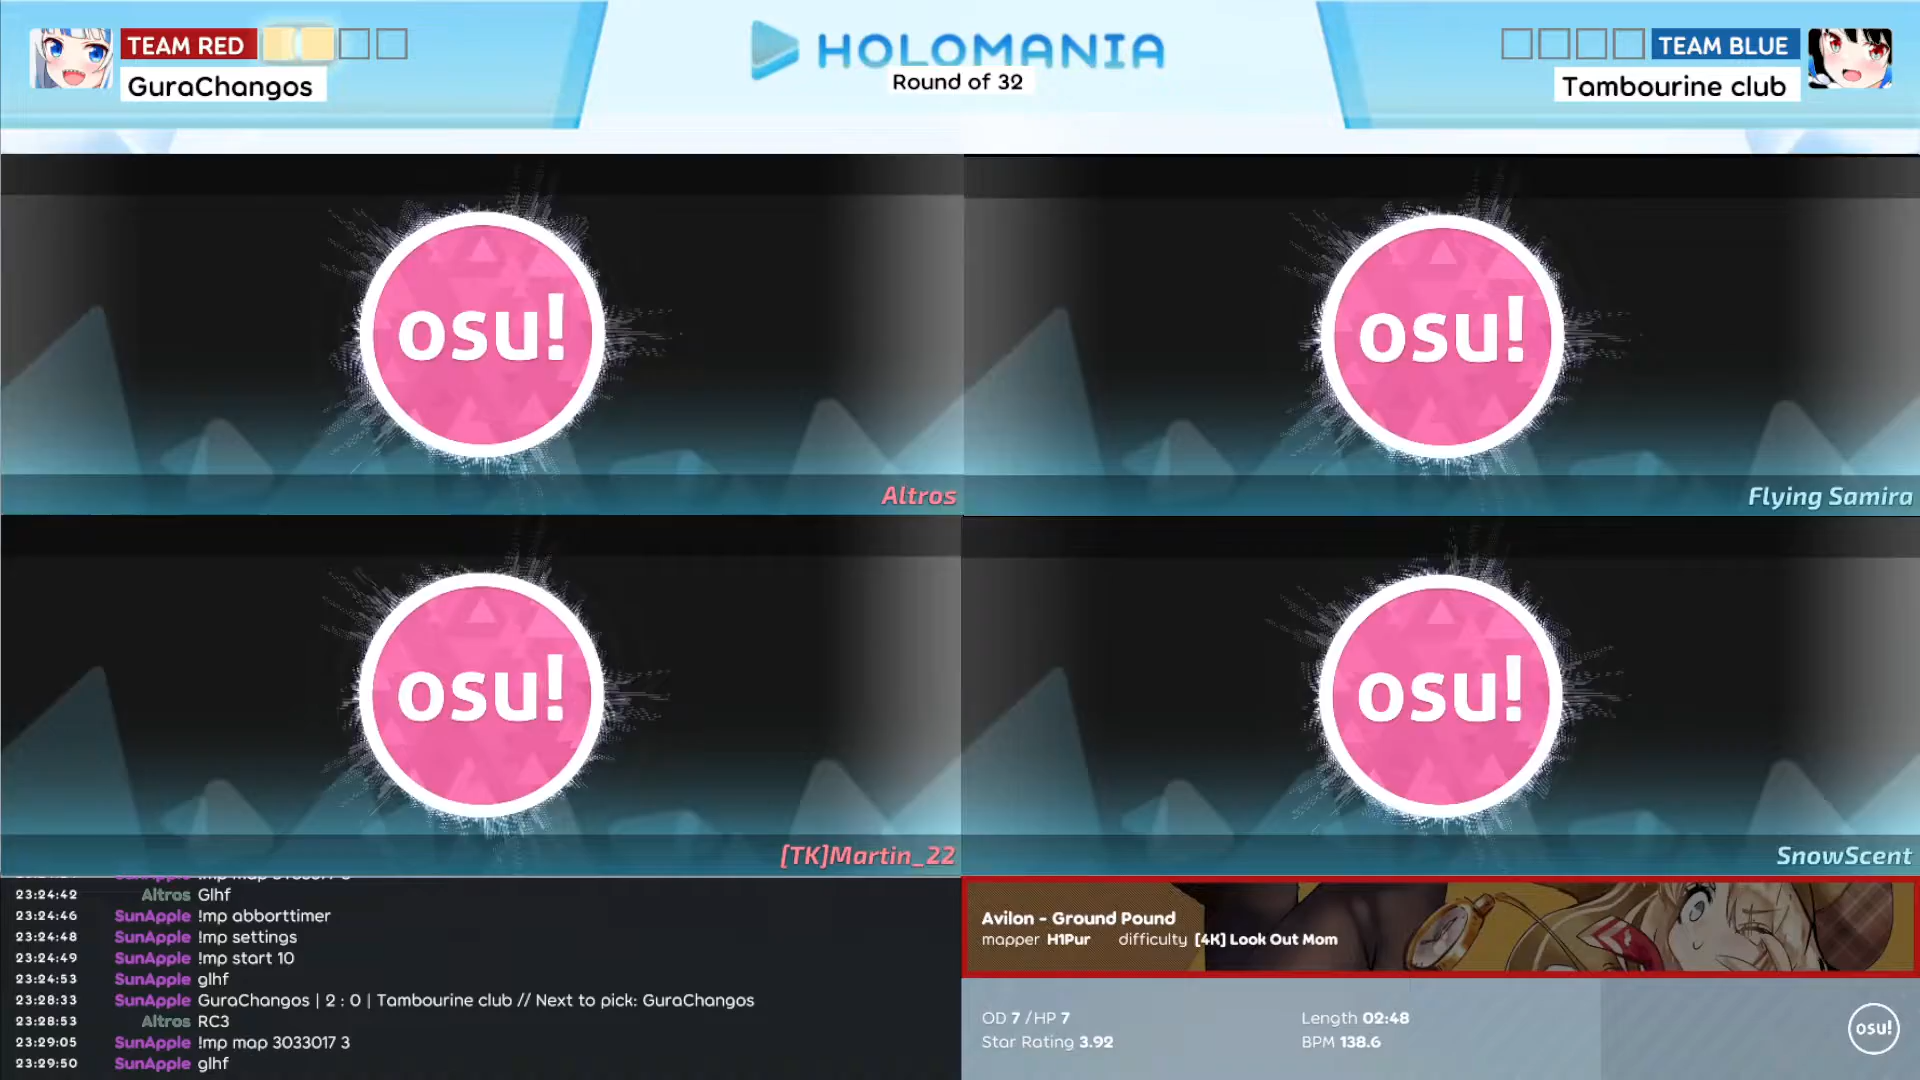 TEAM RED
GuraChangos
HOLOMANIA
Round of 32
TEAM BLUE
Tambourine club
osu!
Altros
osu!
Flying Samira
osu!
[TK]Martin_22
osu!
SnowScent
23:24:42 Altros Glhf
23:24:46 SunApple !mp abborttimer
23:24:48 SunApple !mp settings
23:24:49 SunApple !mp start 10
23:24:53 SunApple glhf
23:28:33 SunApple GuraChangos | 2 : 0 | Tambourine club // Next to pick: GuraChangos
23:28:53 Altros RC3
23:29:05 SunApple !mp map 3033017 3
23:29:50 SunApple glhf
Avilon - Ground Pound
mapper H1Pur difficulty [4K] Look Out Mom
OD 7 / HP 7
Star Rating 3.92
Length 02:48
BPM 138.6
osu!